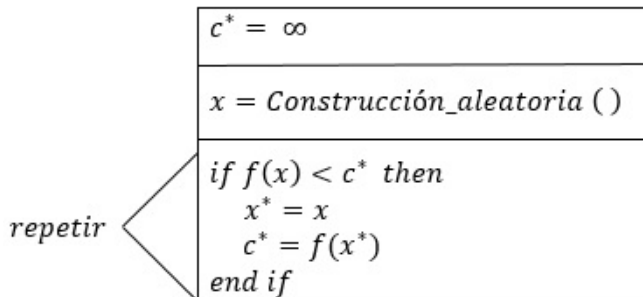 c* = ∞
x = Construcción_aleatoria ( )
if f(x) < c* then
repetir
x* = x
c* = f(x*)
end if